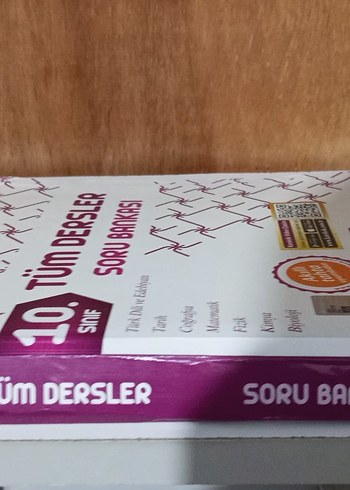 10.
SINIF
TÜM DERSLER
SORU BANKASI
Türk Dili ve Edebiyatı
Tarih
Coğrafya
Matematik
Fizik
Kimya
Biyoloji
ÜM DERSLER
SORU BA